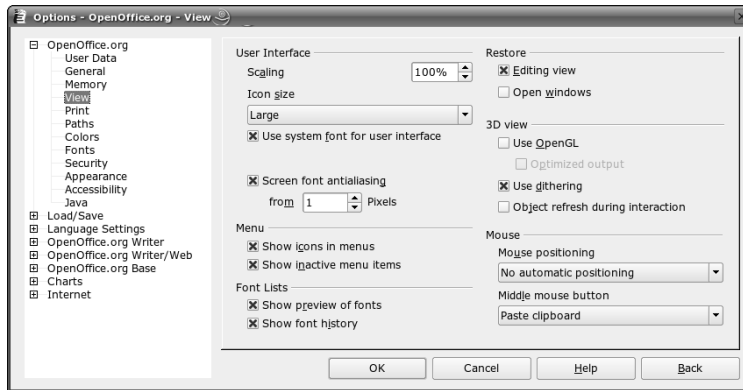 Options - OpenOffice.org - View
OpenOffice.org
User Data
General
Memory
View
Print
Paths
Colors
Fonts
Security
Appearance
Accessibility
Java
Load/Save
Language Settings
OpenOffice.org Writer
OpenOffice.org Writer/Web
OpenOffice.org Base
Charts
Internet
User Interface
Scaling 100%
Icon size
Large
Use system font for user interface
Screen font antialiasing
from 1 Pixels
Menu
Show icons in menus
Show inactive menu items
Font Lists
Show preview of fonts
Show font history
Restore
Editing view
Open windows
3D view
Use OpenGL
Optimized output
Use dithering
Object refresh during interaction
Mouse
Mouse positioning
No automatic positioning
Middle mouse button
Paste clipboard
OK Cancel Help Back